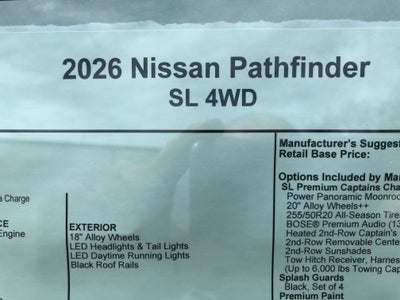 2026 Nissan Pathfinder
SL 4WD
a Charge
CE
Engine
EXTERIOR
18" Alloy Wheels
LED Headlights & Tail Lights
LED Daytime Running Lights
Black Roof Rails
Manufacturer's Suggest
Retail Base Price:
Options Included by Man
SL Premium Captains Cha
Power Panoramic Moonroo
20" Alloy Wheels++
255/50R20 All-Season Tire
BOSE® Premium Audio (13
Heated 2nd-Row Captain's
2nd-Row Removable Center
2nd-Row Sunshades
Tow Hitch Receiver, Harnes
(Up to 6,000 lbs Towing Cap
Splash Guards
Black, Set of 4
Premium Paint